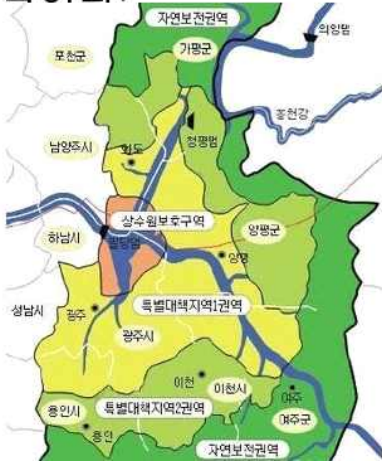 자연보전권역
의암댐
포천군
가평군
홍천강
남양주시
화도
청평댐
상수원보호구역
하남시
팔당댐
양평군
양평
성남시
특별대책지역1권역
광주
광주시
이천
이천시
용인시
특별대책지역2권역
여주
여주군
용인
자연보전권역